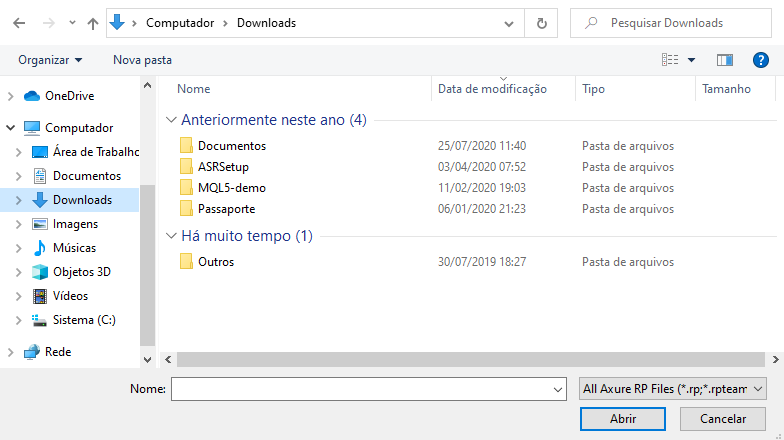 Computador Downloads
Pesquisar Downloads
Organizar Nova pasta
?
Nome Data de modificação Tipo Tamanho
OneDrive
Computador
Área de Trabalho
Documentos
Downloads
Imagens
Músicas
Objetos 3D
Vídeos
Sistema (C:)
Rede
Anteriormente neste ano (4)
Documentos 25/07/2020 11:40 Pasta de arquivos
ASRSetup 03/04/2020 07:52 Pasta de arquivos
MQL5-demo 11/02/2020 19:03 Pasta de arquivos
Passaporte 06/01/2020 21:23 Pasta de arquivos
Há muito tempo (1)
Outros 30/07/2019 18:27 Pasta de arquivos
Nome:
All Axure RP Files (*.rp;*.rpteam
Abrir Cancelar